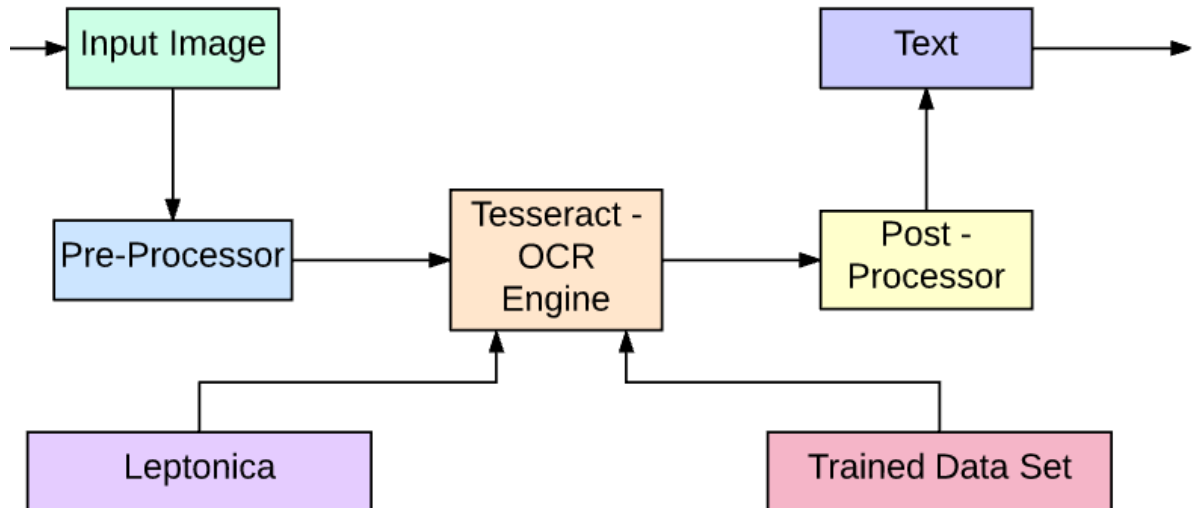 Input Image
Text
Pre-Processor
Tesseract -
OCR
Engine
Post -
Processor
Leptonica
Trained Data Set